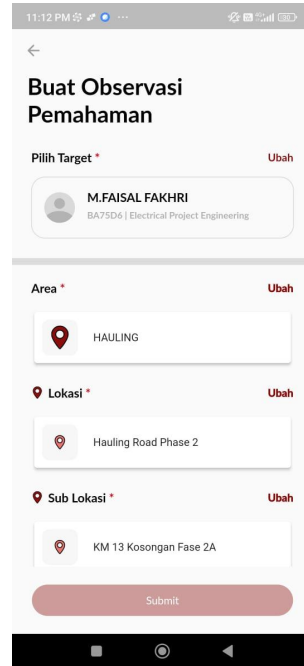 11:12 PM
Buat Observasi
Pemahaman
Pilih Target * Ubah
M.FAISAL FAKHRI
BA75D6 | Electrical Project Engineering
Area * Ubah
HAULING
Lokasi * Ubah
Hauling Road Phase 2
Sub Lokasi * Ubah
KM 13 Kosongan Fase 2A
Submit